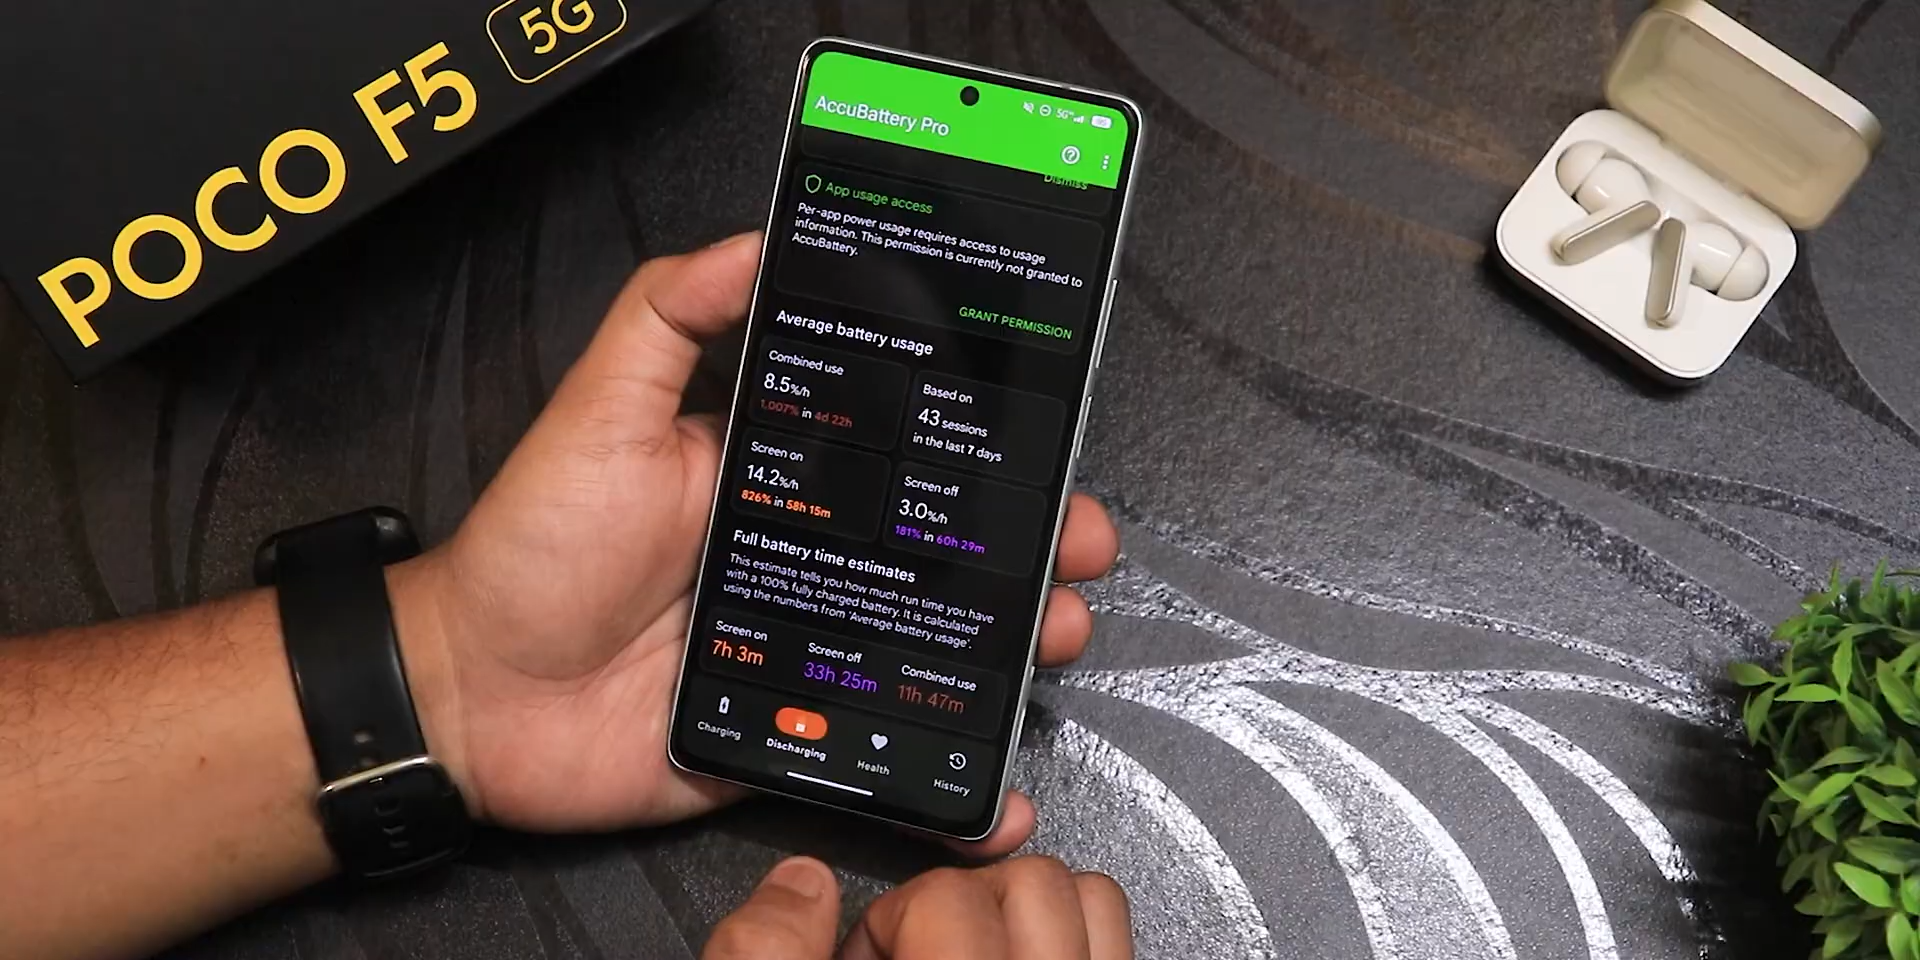 POCO F5 5G
AccuBattery Pro
5G
Dismiss
App usage access
Per-app power usage requires access to usage
information. This permission is currently not granted to
AccuBattery.
GRANT PERMISSION
Average battery usage
Combined use
8.5%/h
1,007% in 4d 22h
Based on
43 sessions
in the last 7 days
Screen on
14.2%/h
826% in 58h 15m
Screen off
3.0%/h
181% in 60h 29m
Full battery time estimates
This estimate tells you how much run time you have
with a 100% fully charged battery. It is calculated
using the numbers from 'Average battery usage'.
Screen on
7h 3m
Screen off
33h 25m
Combined use
11h 47m
Charging
Discharging
Health
History